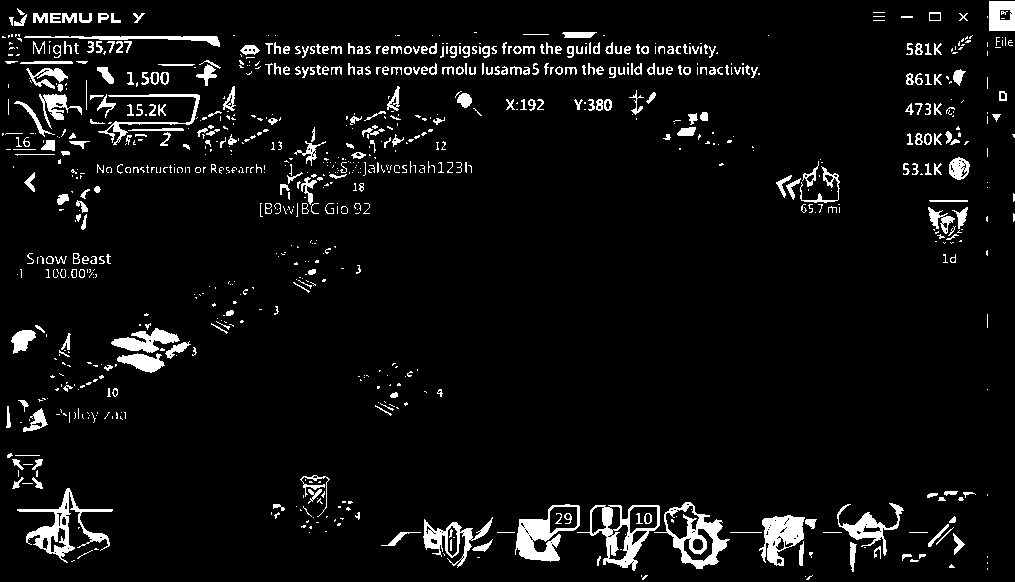 MEMU PL Y
File
Might 35,727
The system has removed jigigsigs from the guild due to inactivity.
The system has removed molu lusama5 from the guild due to inactivity.
1,500
15.2K
581K
861K
473K
180K
53.1K
X:192 Y:380
16
2
13
12
No Construction or Research!
]alweshah123h
18
[B9w]BC Gio 92
65.7 mi
1d
Snow Beast
100.00%
3
3
3
10
4
zaa
29
10